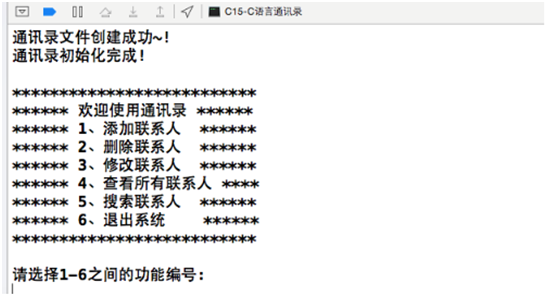 C15-C语言通讯录
通讯录文件创建成功~!
通讯录初始化完成!
**************************
****** 欢迎使用通讯录 ******
****** 1、添加联系人  ******
****** 2、删除联系人  ******
****** 3、修改联系人  ******
****** 4、查看所有联系人 ****
****** 5、搜索联系人  ******
****** 6、退出系统    ******
**************************
请选择1-6之间的功能编号: